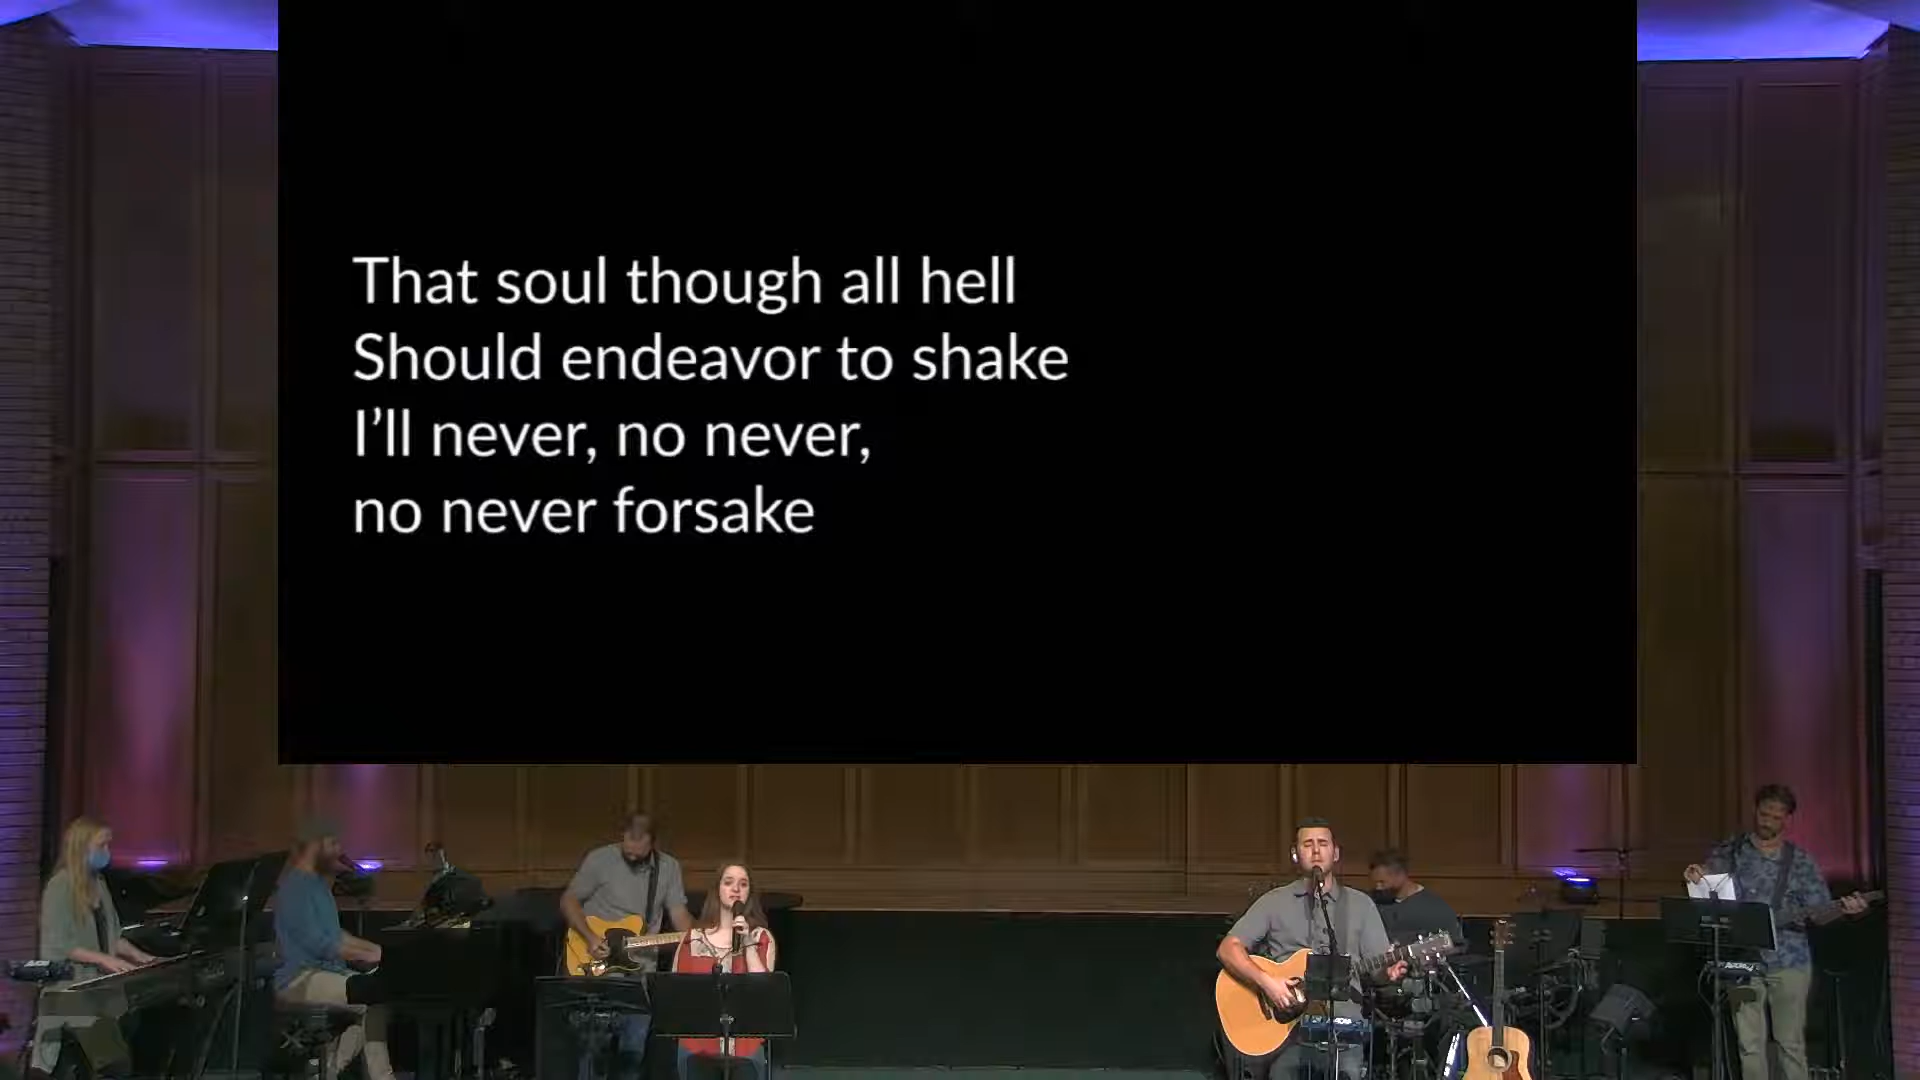 That soul though all hell
Should endeavor to shake
I’ll never, no never,
no never forsake